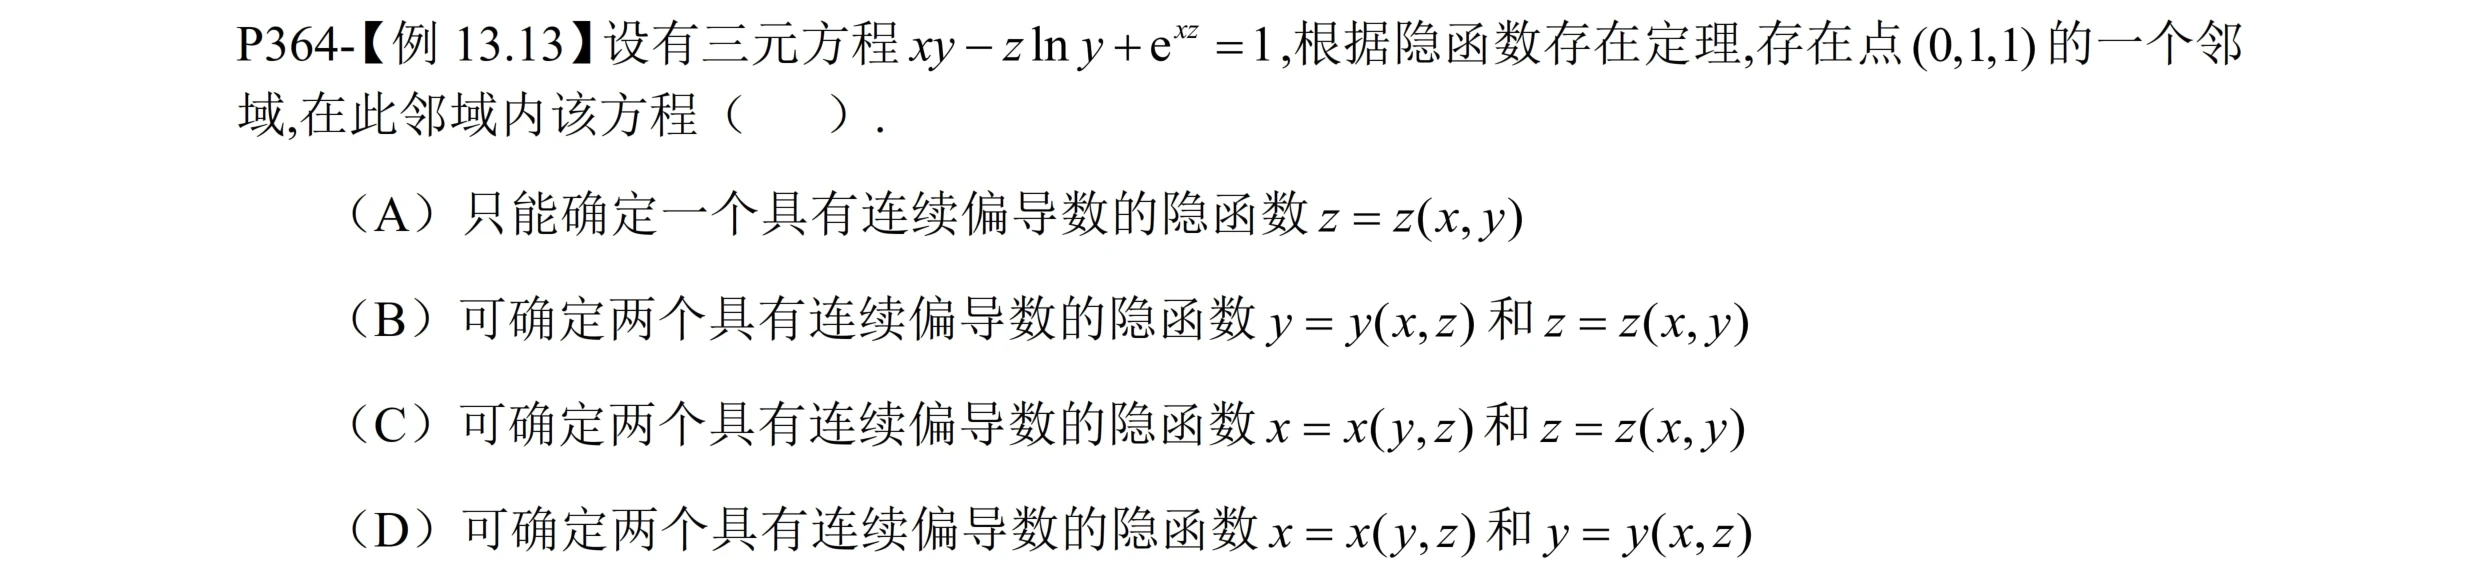 P364-【例 13.13】设有三元方程 xy − z ln y + e^{xz} = 1,根据隐函数存在定理,存在点(0,1,1)的一个邻
域,在此邻域内该方程（ ）.
（A）只能确定一个具有连续偏导数的隐函数 z = z(x, y)
（B）可确定两个具有连续偏导数的隐函数 y = y(x, z) 和 z = z(x, y)
（C）可确定两个具有连续偏导数的隐函数 x = x(y, z) 和 z = z(x, y)
（D）可确定两个具有连续偏导数的隐函数 x = x(y, z) 和 y = y(x, z)